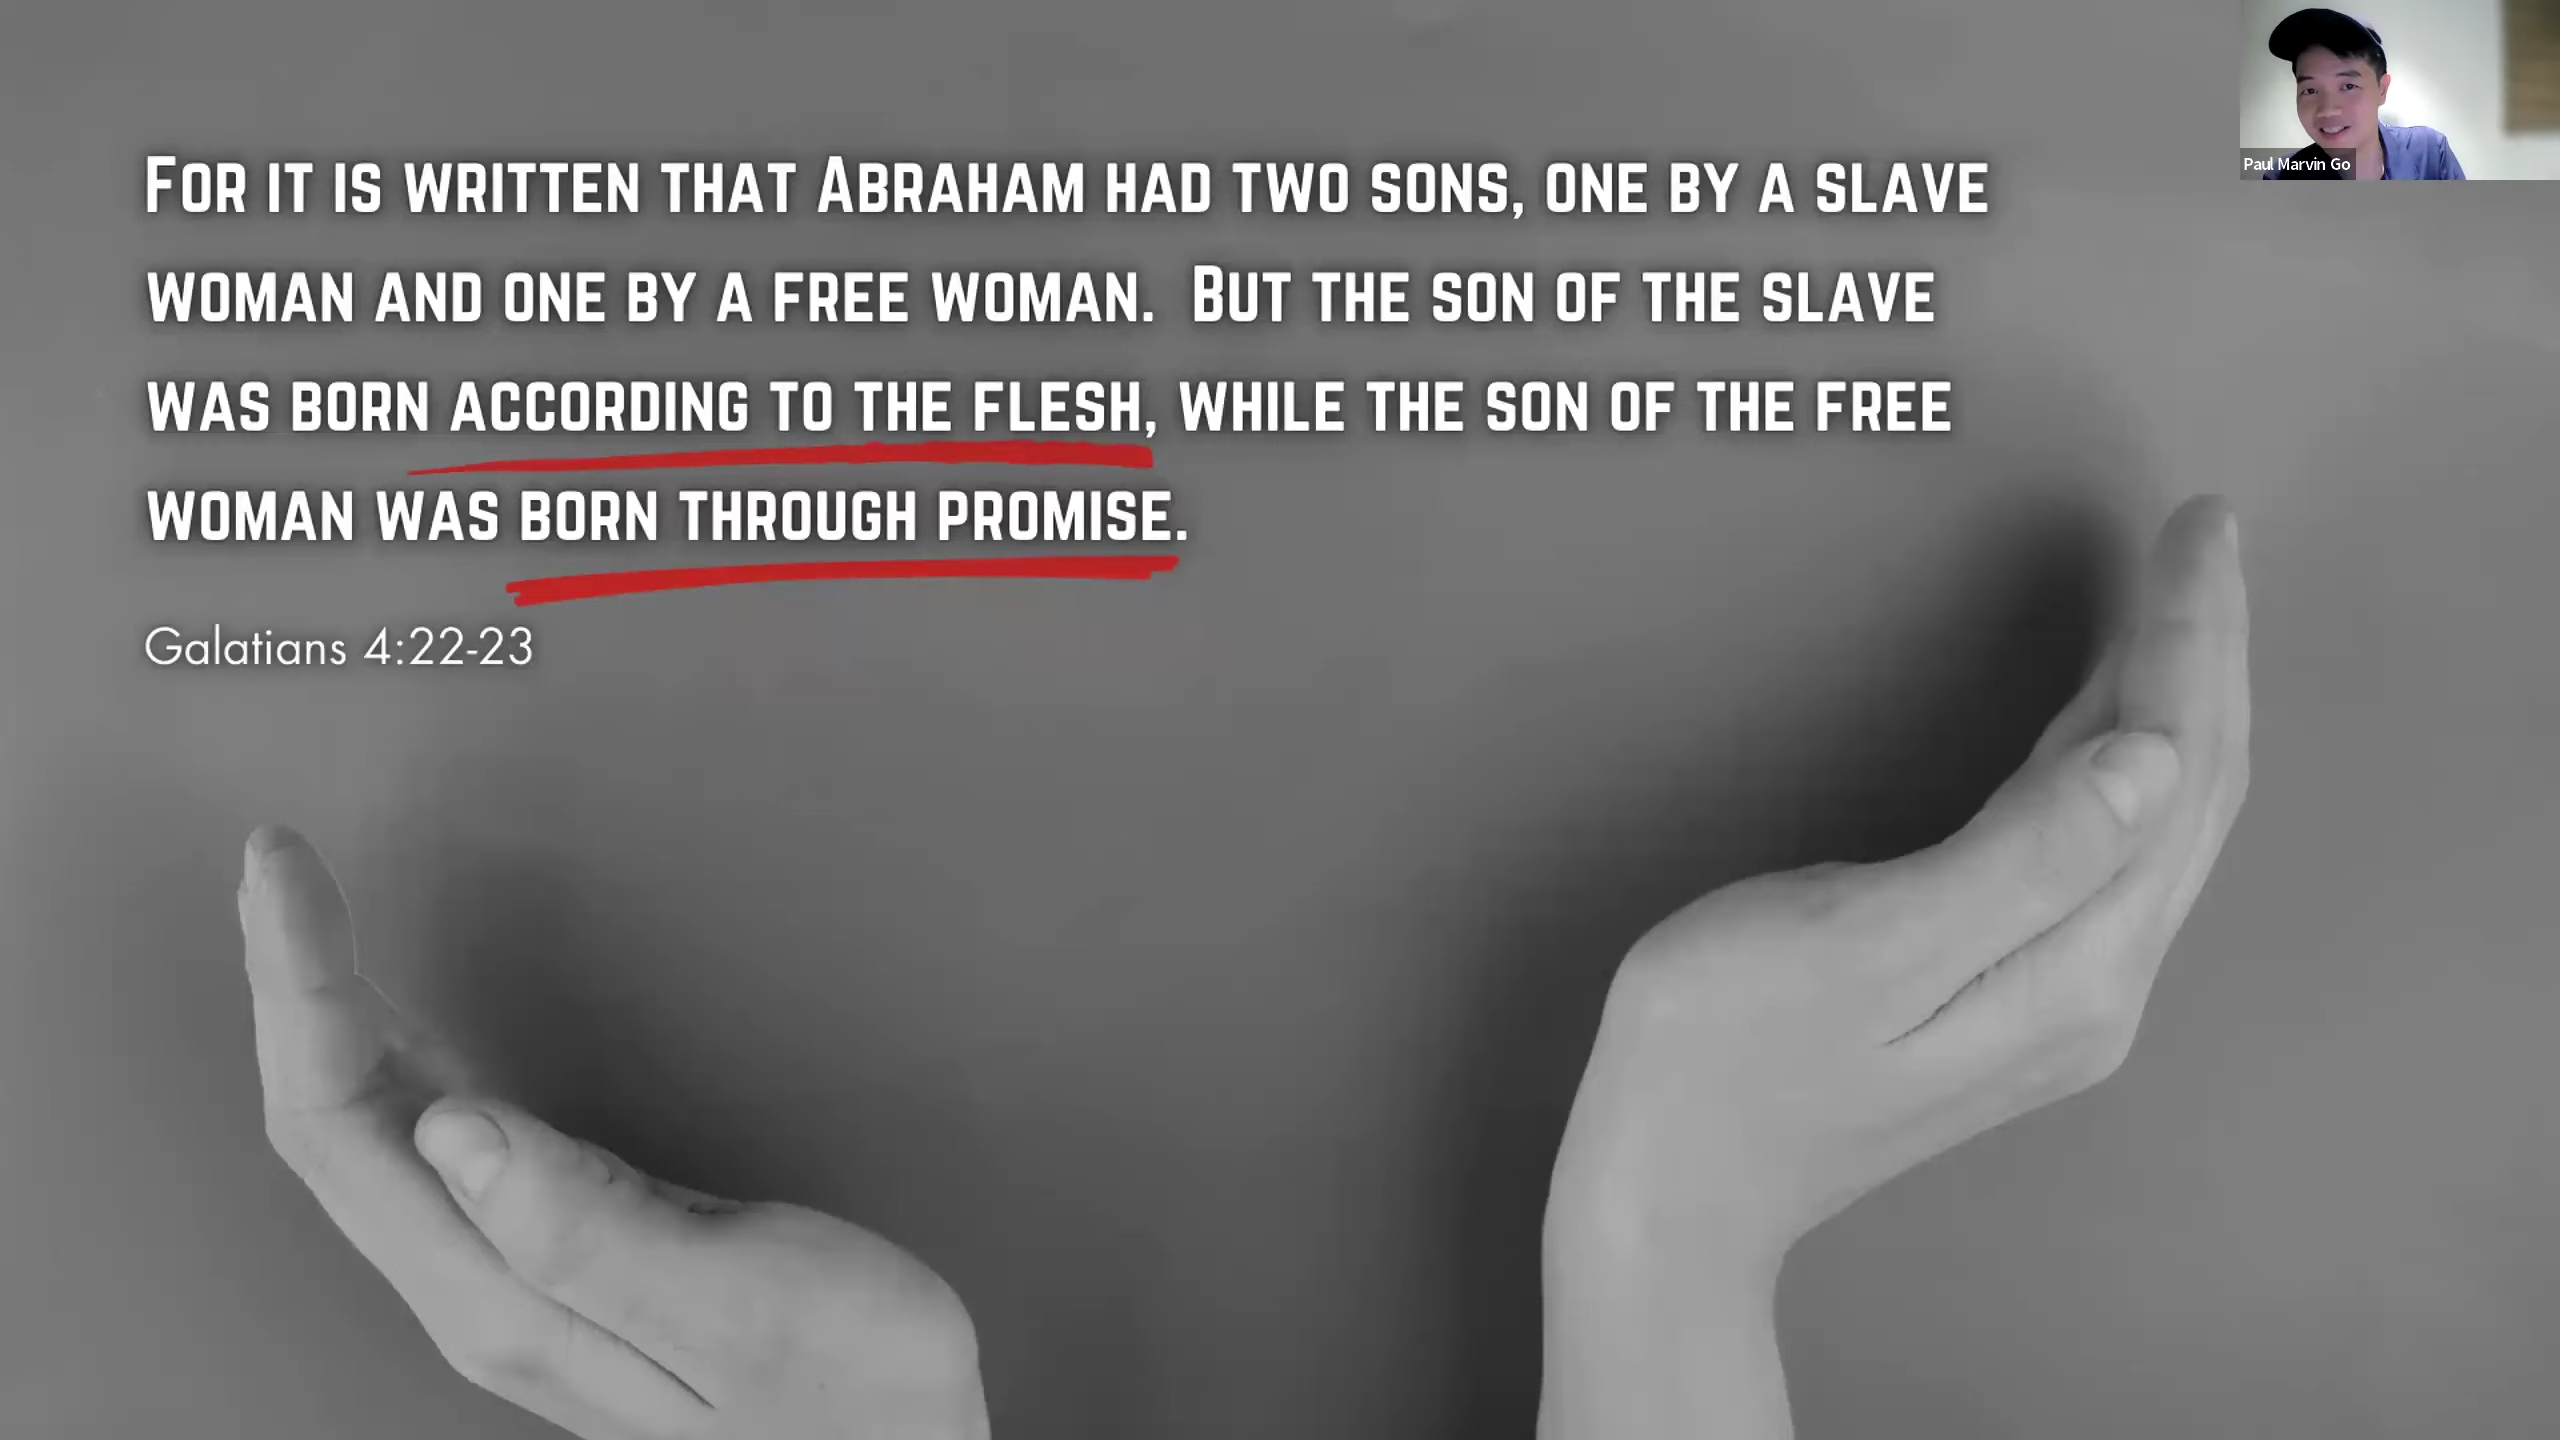 For it is written that Abraham had two sons, one by a slave
woman and one by a free woman. But the son of the slave
was born according to the flesh, while the son of the free
woman was born through promise.
Galatians 4:22-23
Paul Marvin Go